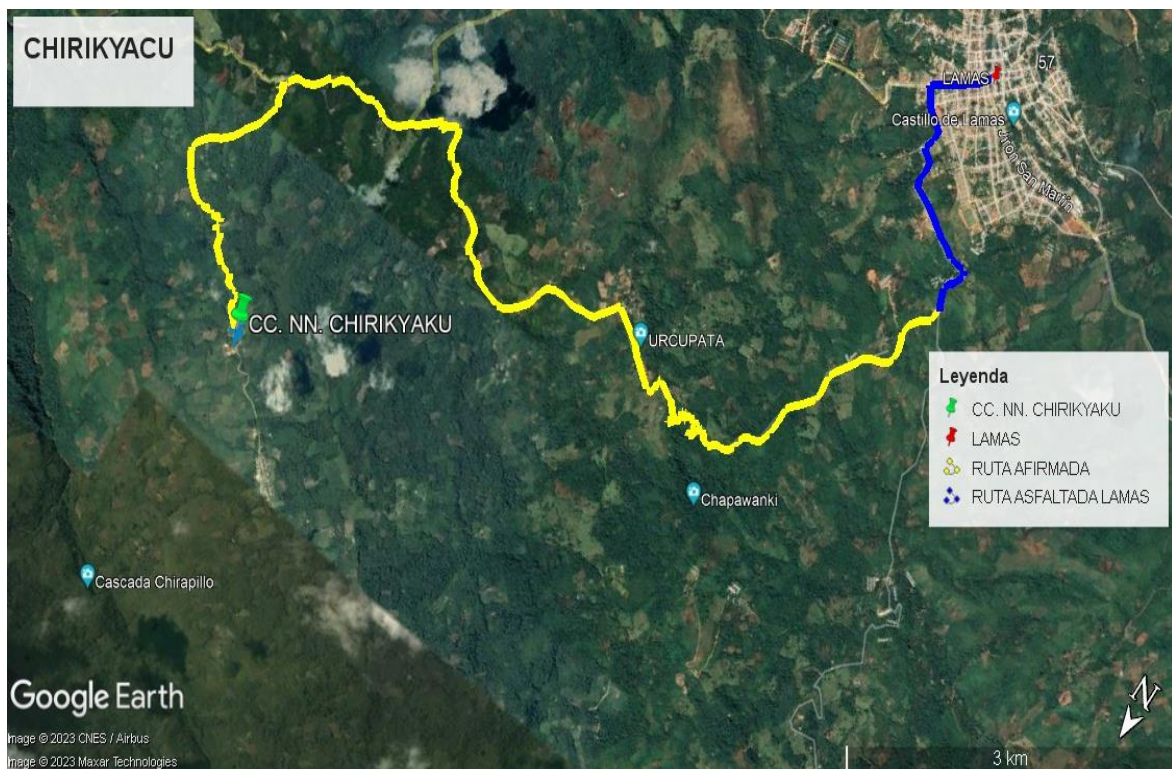 CHIRIKYACU
57
LAMAS
Castillo de Lamas
Jirón San Martín
CC. NN. CHIRIKYAKU
URCUPATA
Leyenda
CC. NN. CHIRIKYAKU
LAMAS
RUTA AFIRMADA
RUTA ASFALTADA LAMAS
Chapawanki
Cascada Chirapillo
Google Earth
Image © 2023 CNES / Airbus
Image © 2023 Maxar Technologies
N
3 km